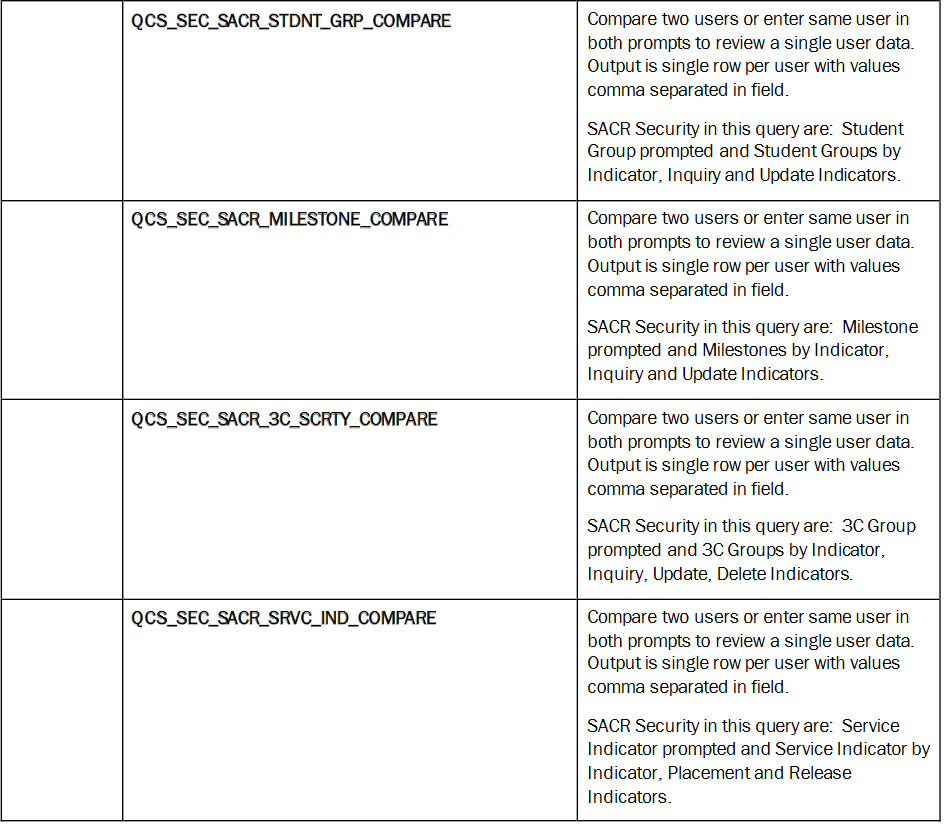 QCS_SEC_SACR_STDNT_GRP_COMPARE
Compare two users or enter same user in
both prompts to review a single user data.
Output is single row per user with values
comma separated in field.
SACR Security in this query are:  Student
Group prompted and Student Groups by
Indicator, Inquiry and Update Indicators.
QCS_SEC_SACR_MILESTONE_COMPARE
Compare two users or enter same user in
both prompts to review a single user data.
Output is single row per user with values
comma separated in field.
SACR Security in this query are:  Milestone
prompted and Milestones by Indicator,
Inquiry and Update Indicators.
QCS_SEC_SACR_3C_SCRTY_COMPARE
Compare two users or enter same user in
both prompts to review a single user data.
Output is single row per user with values
comma separated in field.
SACR Security in this query are:  3C Group
prompted and 3C Groups by Indicator,
Inquiry, Update, Delete Indicators.
QCS_SEC_SACR_SRVC_IND_COMPARE
Compare two users or enter same user in
both prompts to review a single user data.
Output is single row per user with values
comma separated in field.
SACR Security in this query are:  Service
Indicator prompted and Service Indicator by
Indicator, Placement and Release
Indicators.